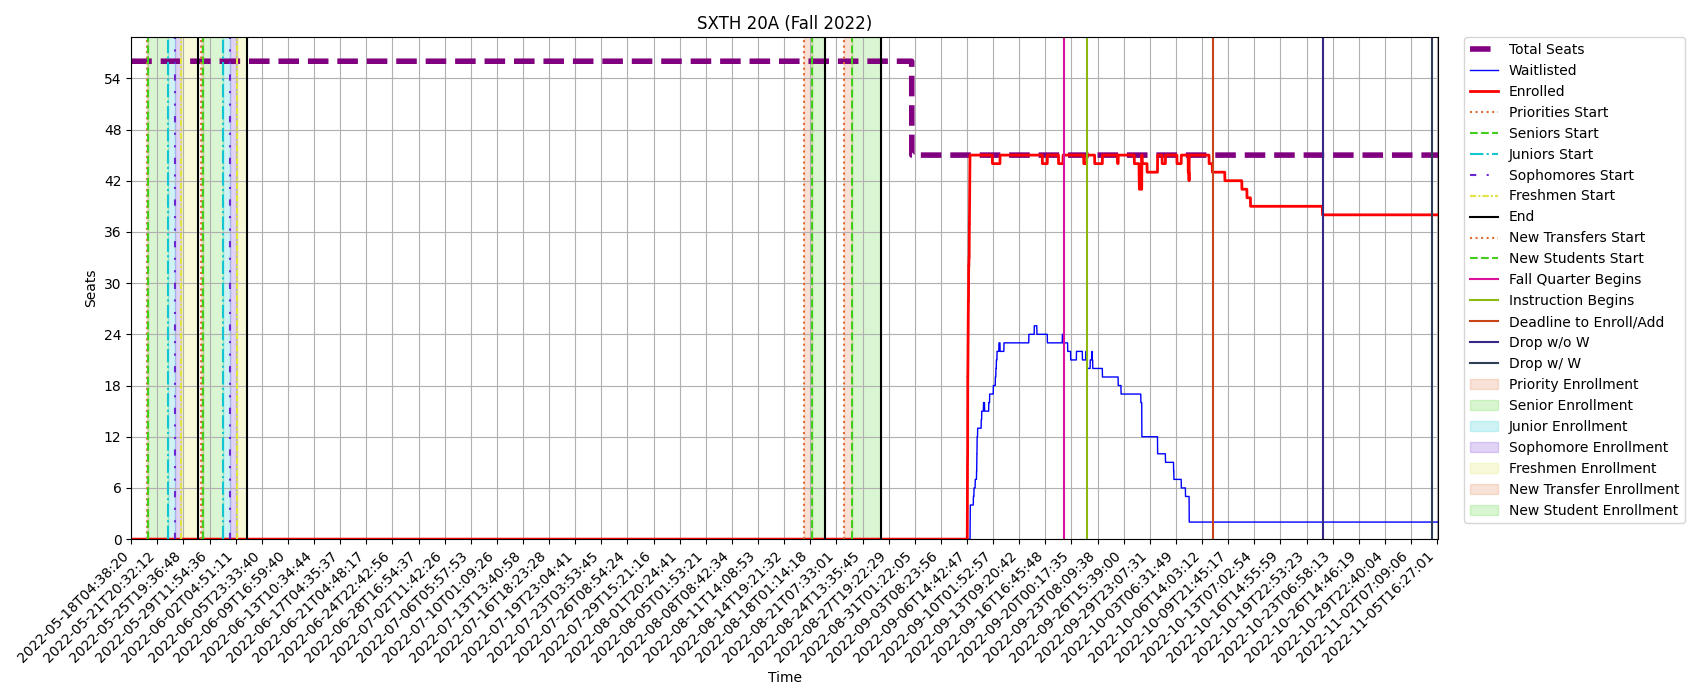 SXTH 20A (Fall 2022)
Seats
54
48
42
36
30
24
18
12
6
0
2022-05-18T04:38:20
2022-05-21T20:32:12
2022-05-25T19:36:48
2022-05-29T11:54:36
2022-06-02T04:51:11
2022-06-05T23:33:40
2022-06-09T16:59:40
2022-06-13T10:34:44
2022-06-17T04:35:37
2022-06-21T04:48:17
2022-06-24T22:42:56
2022-06-28T16:54:37
2022-07-02T11:42:26
2022-07-06T05:57:53
2022-07-10T01:09:26
2022-07-13T13:40:58
2022-07-16T18:23:28
2022-07-19T23:04:41
2022-07-23T03:53:45
2022-07-26T08:54:24
2022-07-29T15:21:16
2022-08-01T20:24:41
2022-08-05T01:53:21
2022-08-08T08:42:34
2022-08-11T14:08:53
2022-08-14T19:21:32
2022-08-18T01:14:18
2022-08-21T07:33:01
2022-08-24T13:35:45
2022-08-27T19:22:29
2022-08-31T01:22:05
2022-09-03T08:23:56
2022-09-06T14:42:47
2022-09-10T01:52:57
2022-09-13T09:20:42
2022-09-16T16:45:48
2022-09-20T00:17:35
2022-09-23T08:09:38
2022-09-26T15:39:00
2022-09-29T23:07:31
2022-10-03T06:31:49
2022-10-06T14:03:12
2022-10-09T21:45:17
2022-10-13T07:02:54
2022-10-16T14:55:59
2022-10-19T22:53:23
2022-10-23T06:58:13
2022-10-26T14:46:19
2022-10-29T22:40:04
2022-11-02T07:09:06
2022-11-05T16:27:01
Time
Total Seats
Waitlisted
Enrolled
Priorities Start
Seniors Start
Juniors Start
Sophomores Start
Freshmen Start
End
New Transfers Start
New Students Start
Fall Quarter Begins
Instruction Begins
Deadline to Enroll/Add
Drop w/o W
Drop w/ W
Priority Enrollment
Senior Enrollment
Junior Enrollment
Sophomore Enrollment
Freshmen Enrollment
New Transfer Enrollment
New Student Enrollment